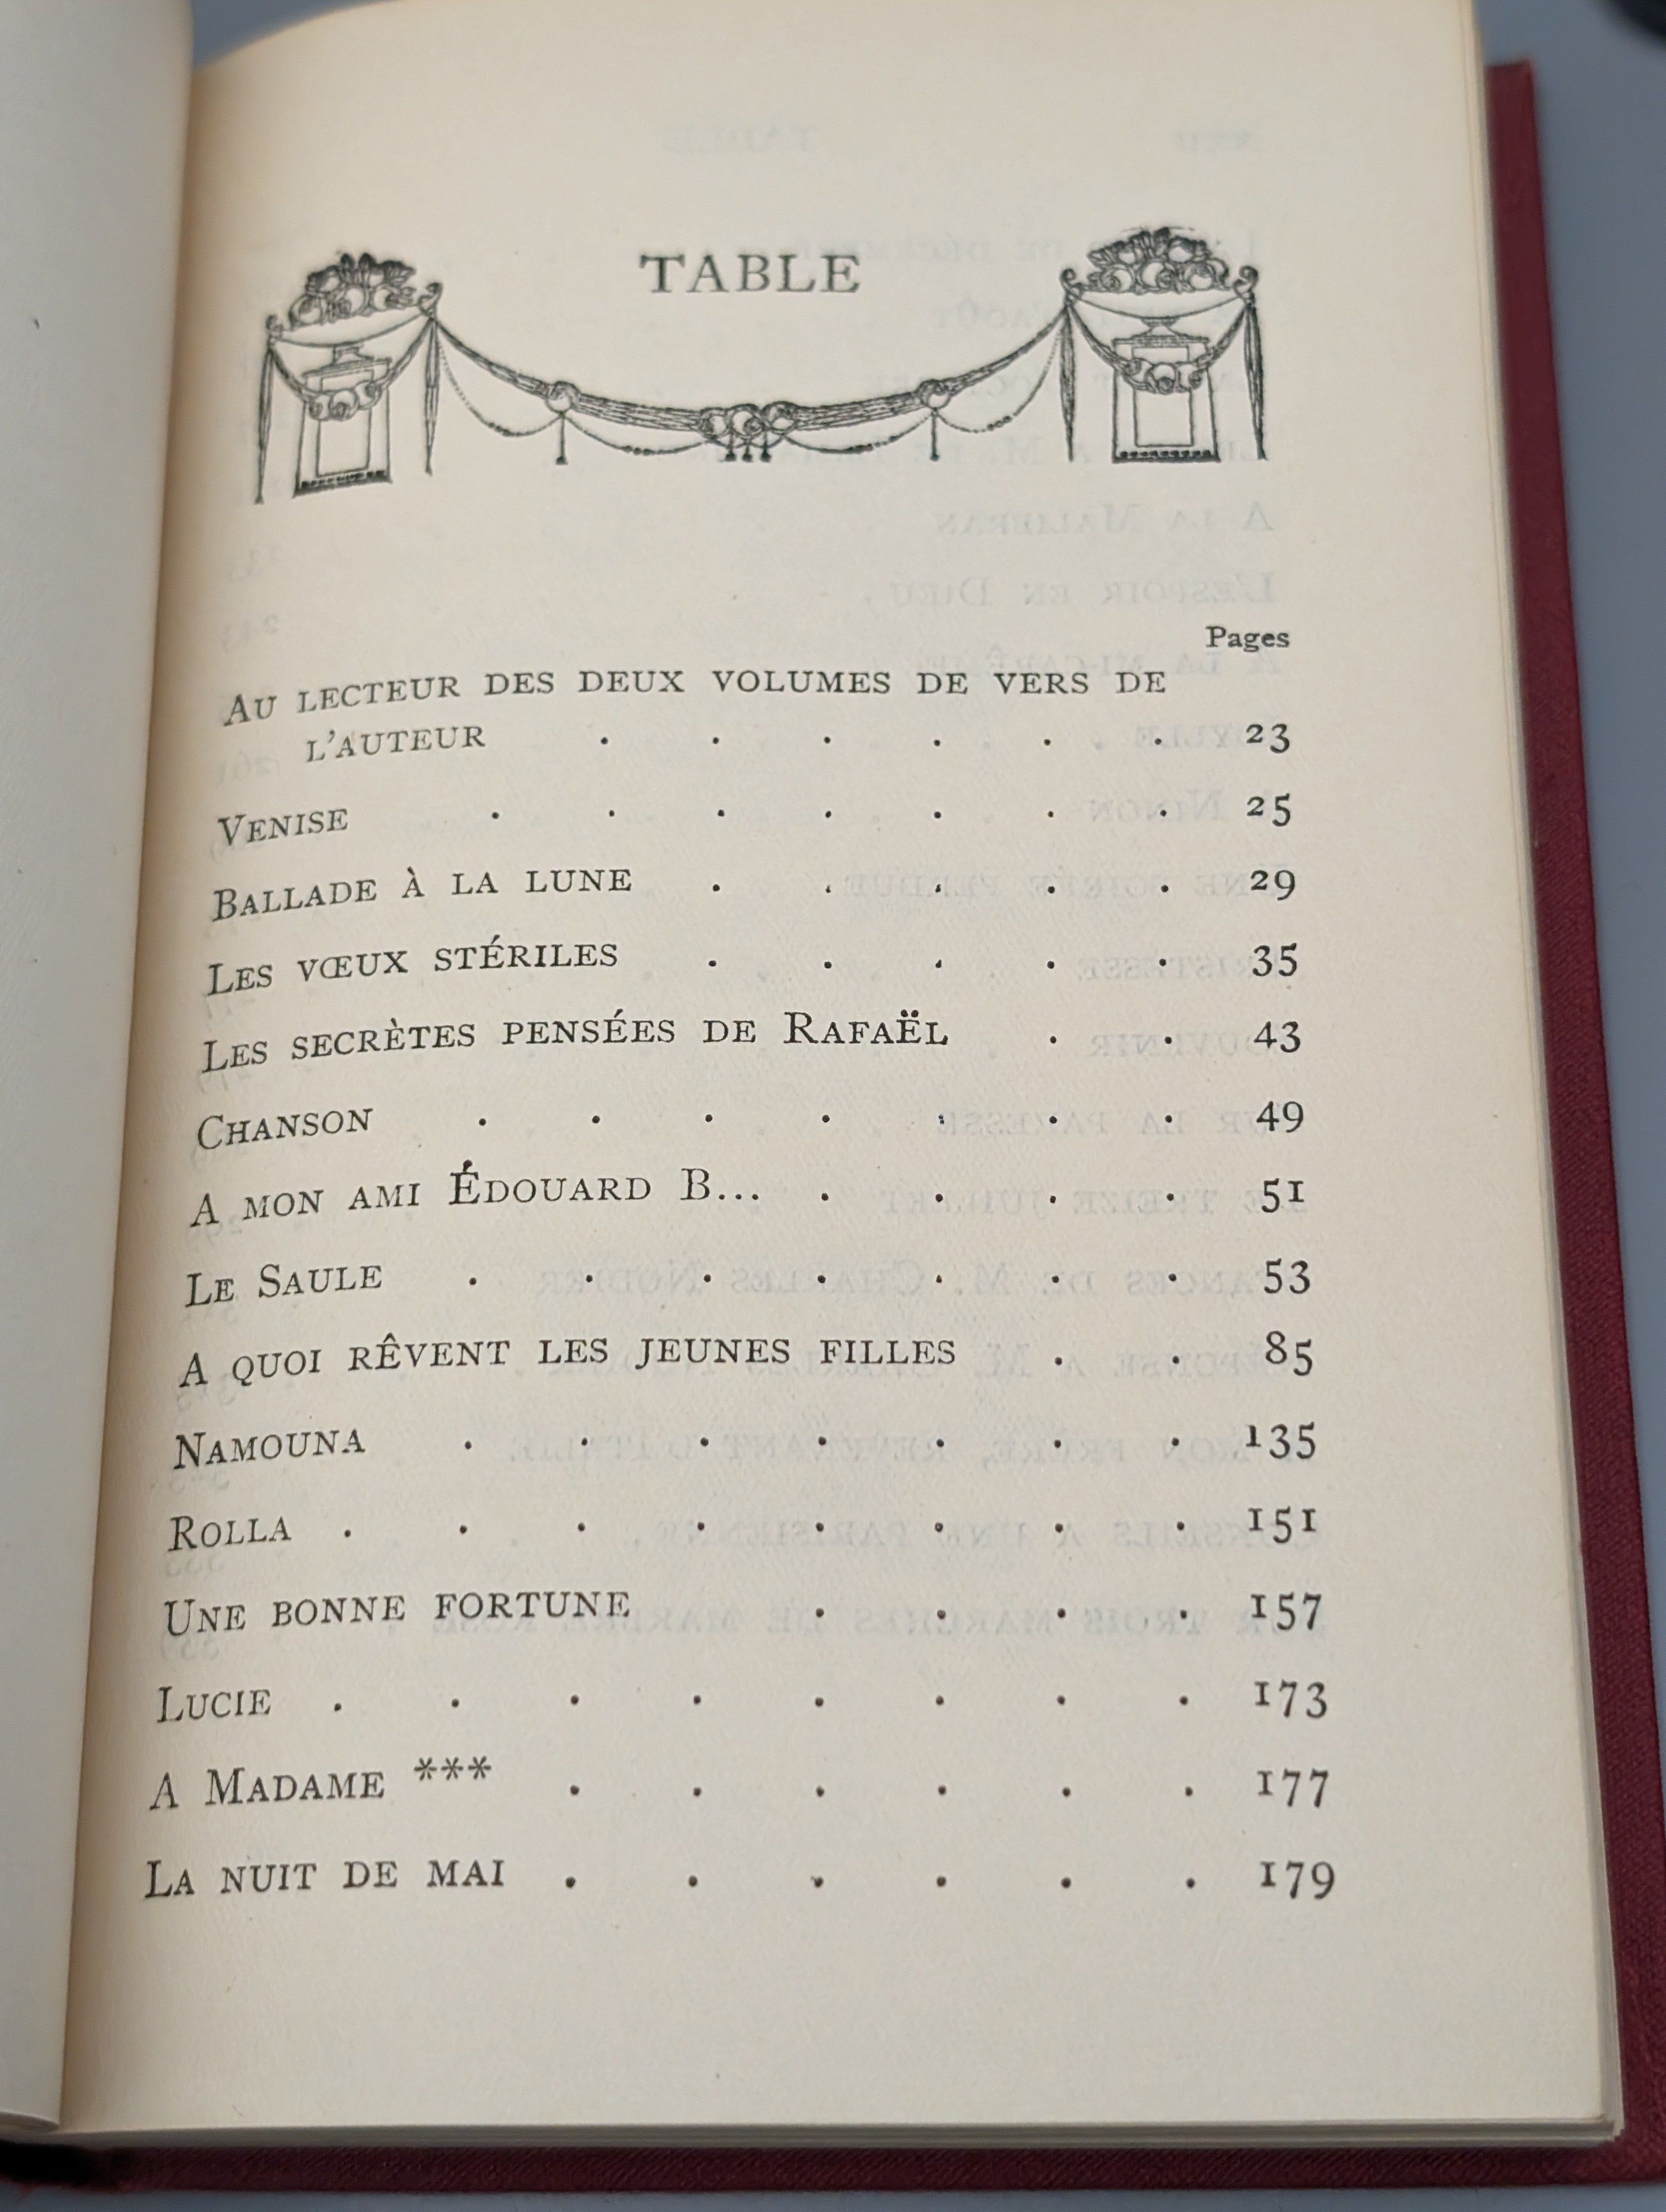 TABLE
Pages
Au lecteur des deux volumes de vers de
l'auteur . . . . . . 23
Venise . . . . . . . 25
Ballade à la lune . . . . . 29
Les vœux stériles . . . . . 35
Les secrètes pensées de Rafaël . . 43
Chanson . . . . . . . 49
A mon ami Édouard B... . . . . 51
Le Saule . . . . . . . 53
A quoi rêvent les jeunes filles . . 85
Namouna . . . . . . . 135
Rolla . . . . . . . . 151
Une bonne fortune . . . . 157
Lucie . . . . . . . . 173
A Madame *** . . . . . . 177
La nuit de mai . . . . . . 179